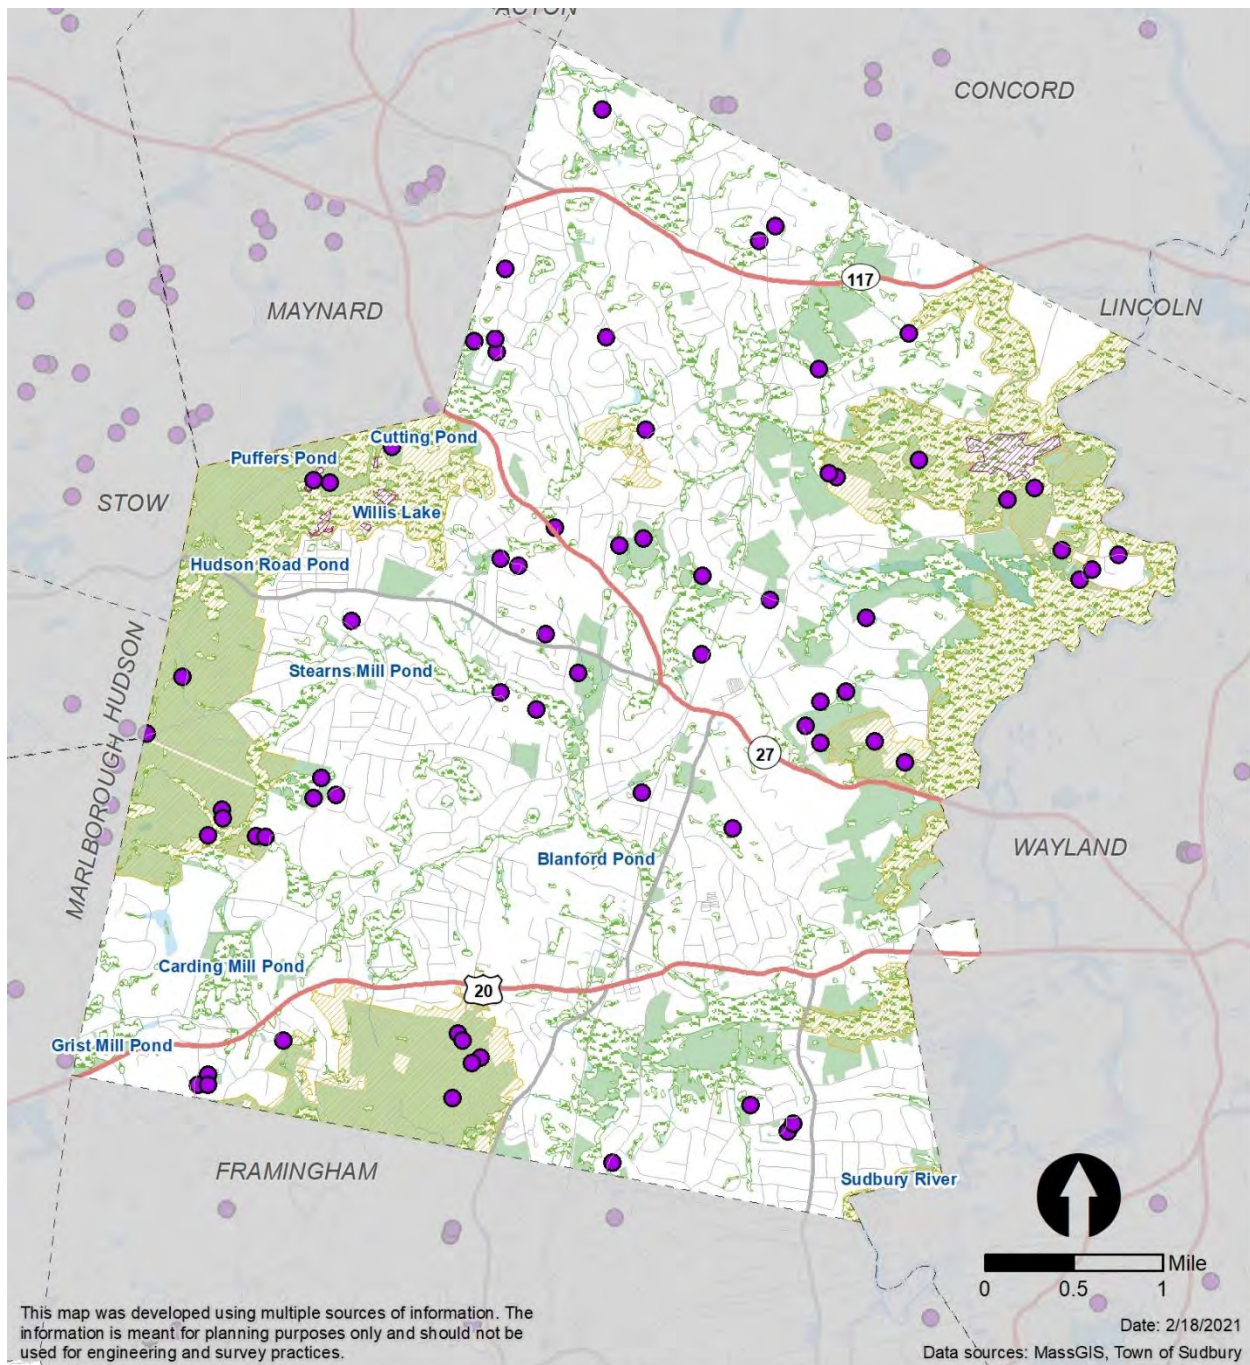 ACTON
CONCORD
117
MAYNARD
LINCOLN
Cutting Pond
Puffers Pond
STOW
Willis Lake
Hudson Road Pond
HUDSON
Stearns Mill Pond
MARLBOROUGH
27
Blanford Pond
WAYLAND
Carding Mill Pond
20
Grist Mill Pond
FRAMINGHAM
Sudbury River
Mile
0 0.5 1
This map was developed using multiple sources of information. The
information is meant for planning purposes only and should not be
used for engineering and survey practices.
Date: 2/18/2021
Data sources: MassGIS, Town of Sudbury